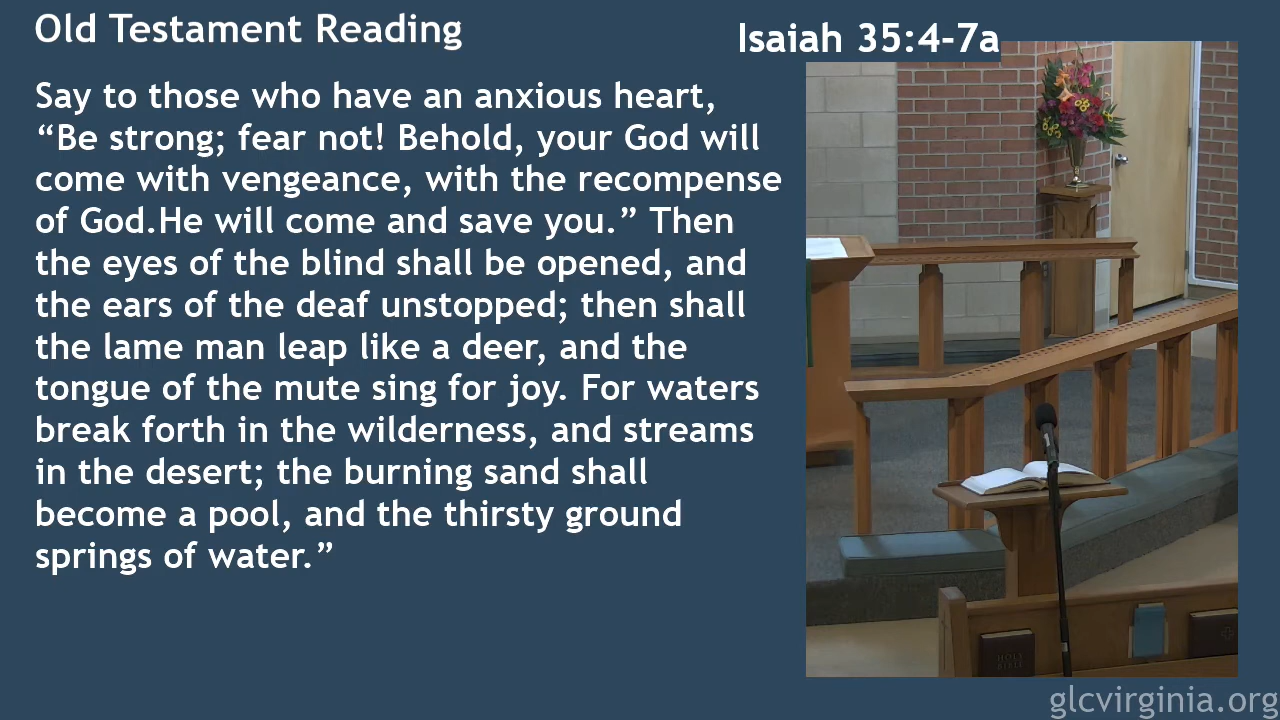 Old Testament Reading
Isaiah 35:4-7a
Say to those who have an anxious heart,
“Be strong; fear not! Behold, your God will
come with vengeance, with the recompense
of God.He will come and save you.” Then
the eyes of the blind shall be opened, and
the ears of the deaf unstopped; then shall
the lame man leap like a deer, and the
tongue of the mute sing for joy. For waters
break forth in the wilderness, and streams
in the desert; the burning sand shall
become a pool, and the thirsty ground
springs of water.”
HOLY
BIBLE
glcvirginia.org